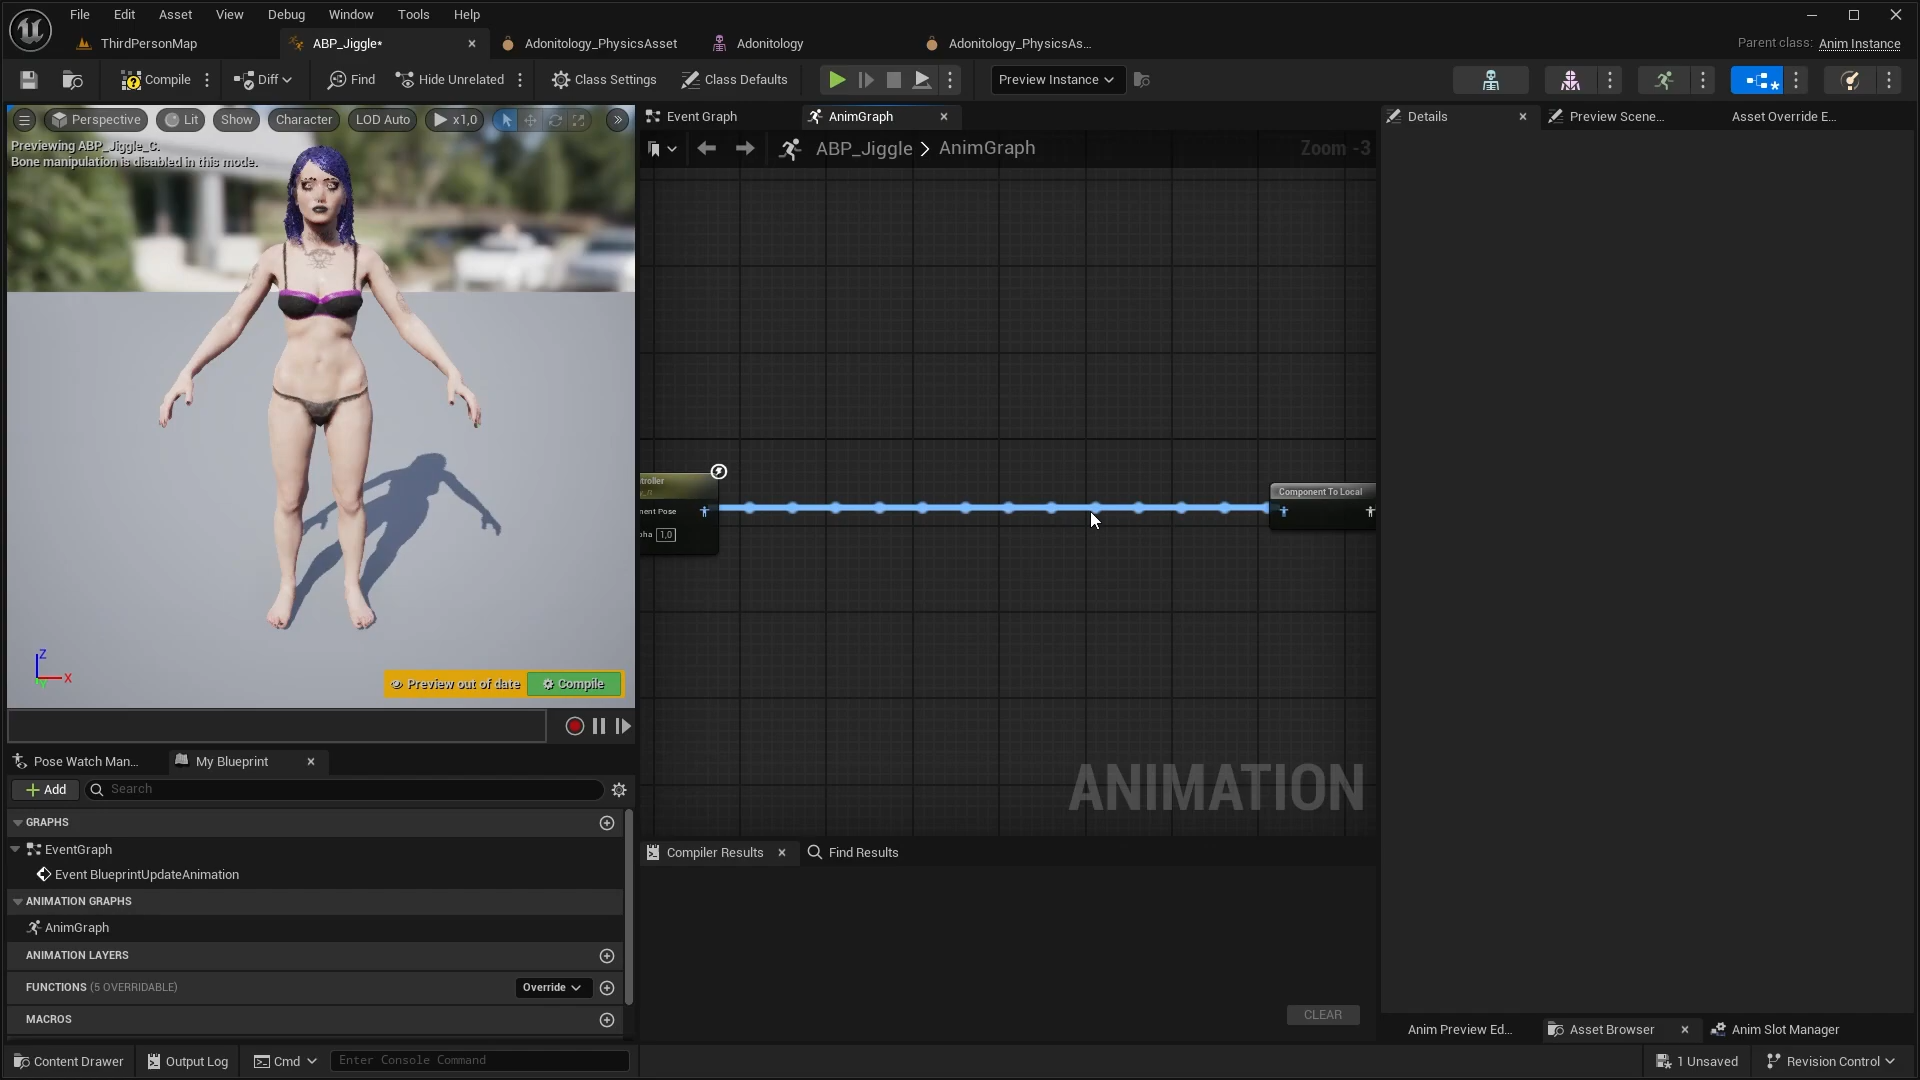 File Edit Asset View Debug Window Tools Help
ThirdPersonMap ABP_Jiggle* Adonitology_PhysicsAsset Adonitology Adonitology_PhysicsAs... Parent class: Anim Instance
Compile Diff Find Hide Unrelated Class Settings Class Defaults Preview Instance
Perspective Lit Show Character LOD Auto x1,0
Previewing ABP_Jiggle_C.
Bone manipulation is disabled in this mode.
Z
X
Preview out of date Compile
Event Graph AnimGraph
ABP_Jiggle > AnimGraph Zoom -3
troller
nent Pose
pha 1,0
Component To Local
ANIMATION
Details Preview Scene... Asset Override E...
Pose Watch Man... My Blueprint
Add Search
GRAPHS
EventGraph
Event BlueprintUpdateAnimation
ANIMATION GRAPHS
AnimGraph
ANIMATION LAYERS
FUNCTIONS (5 OVERRIDABLE) Override
MACROS
Compiler Results Find Results
CLEAR
Anim Preview Ed... Asset Browser Anim Slot Manager
Content Drawer Output Log Cmd Enter Console Command 1 Unsaved Revision Control